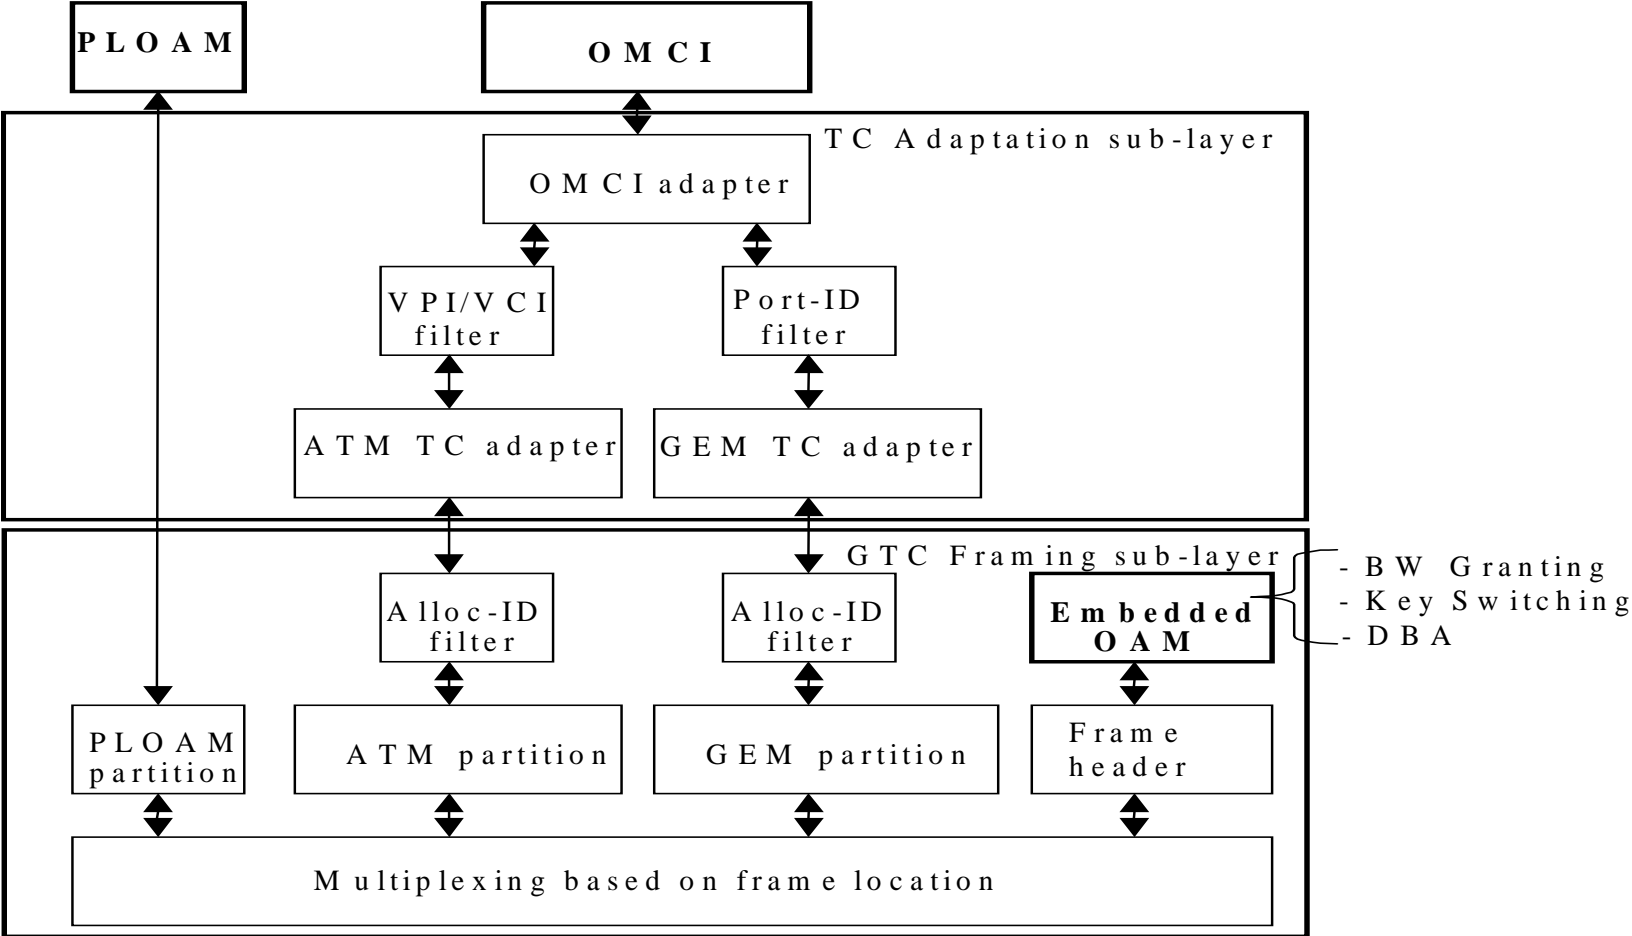 PLOAM
OMCI
TC Adaptation sub-layer
OMCI adapter
VPI/VCI
filter
Port-ID
filter
ATM TC adapter
GEM TC adapter
GTC Framing sub-layer
Alloc-ID
filter
Alloc-ID
filter
Embedded
OAM
- BW Granting
- Key Switching
- DBA
PLOAM
partition
ATM partition
GEM partition
Frame
header
Multiplexing based on frame location